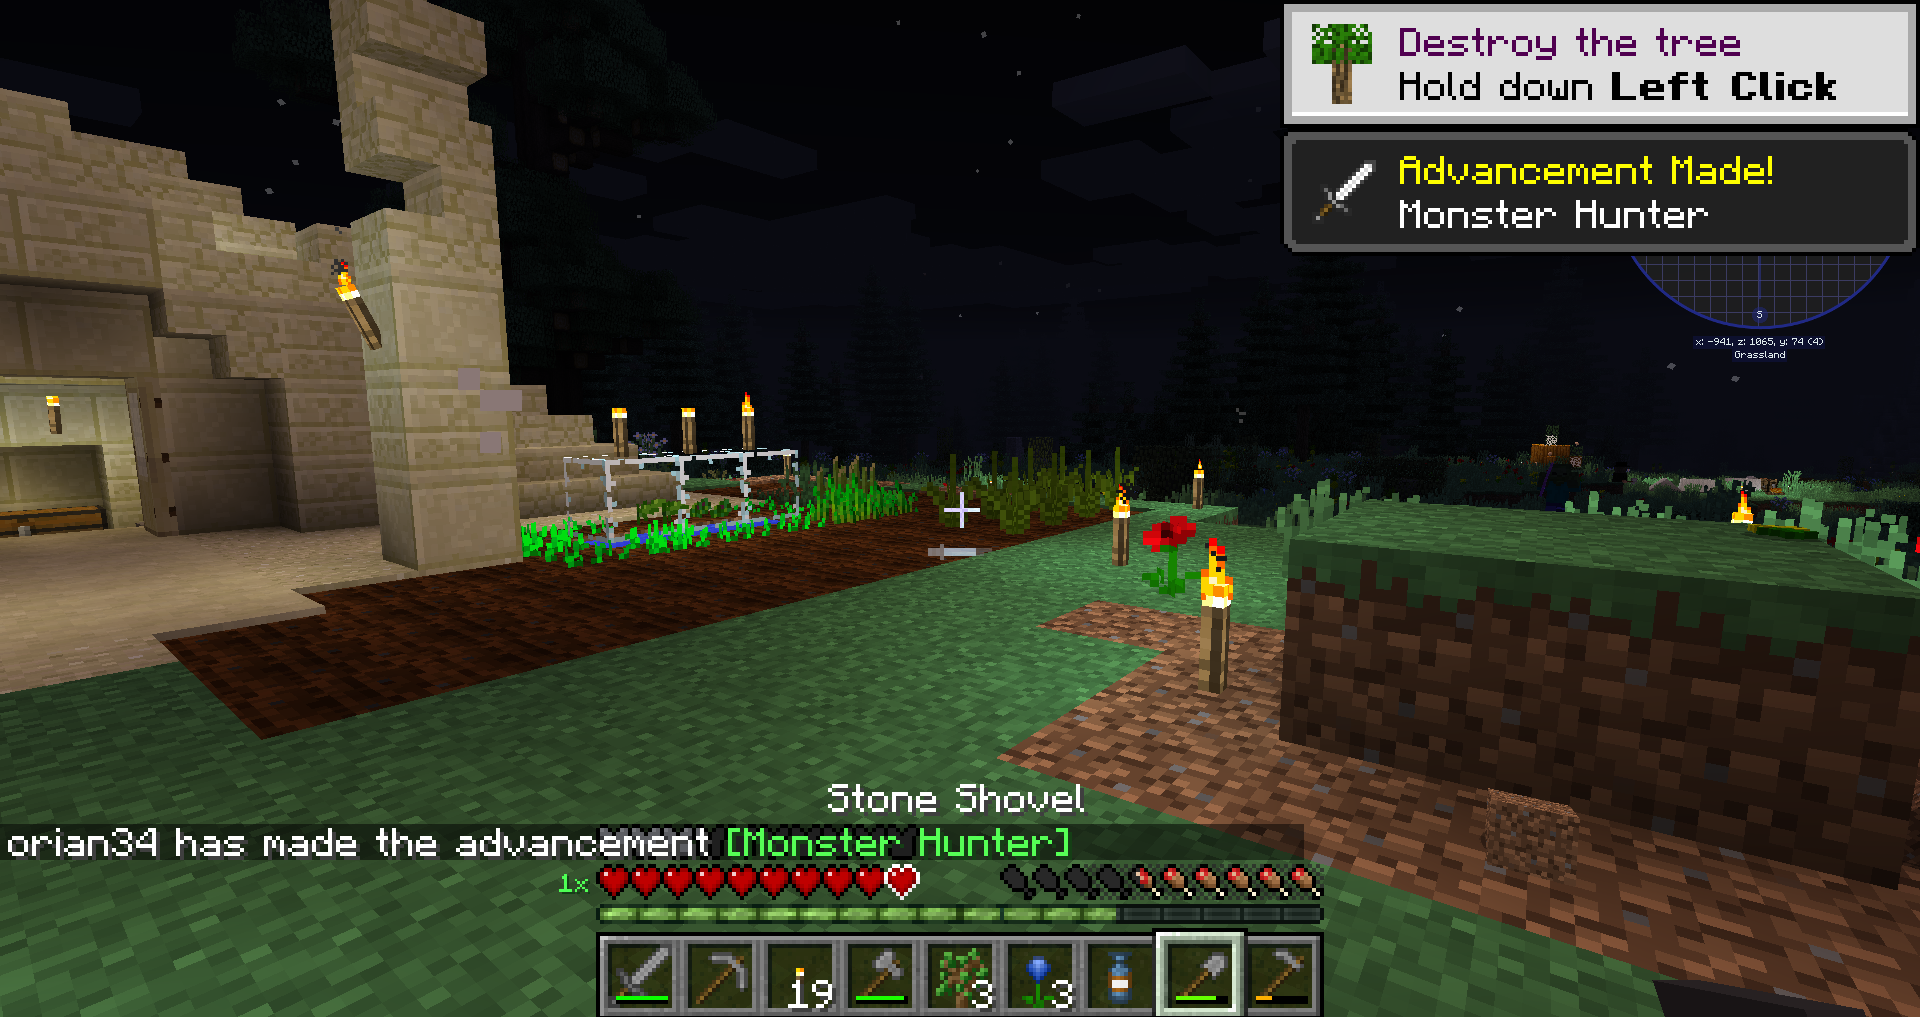 Destroy the tree
Hold down Left Click
Advancement Made!
Monster Hunter
S
x: -941, z: 1065, y: 74 (4)
Grassland
Stone Shovel
orian34 has made the advancement [Monster Hunter]
1x
19
3
3